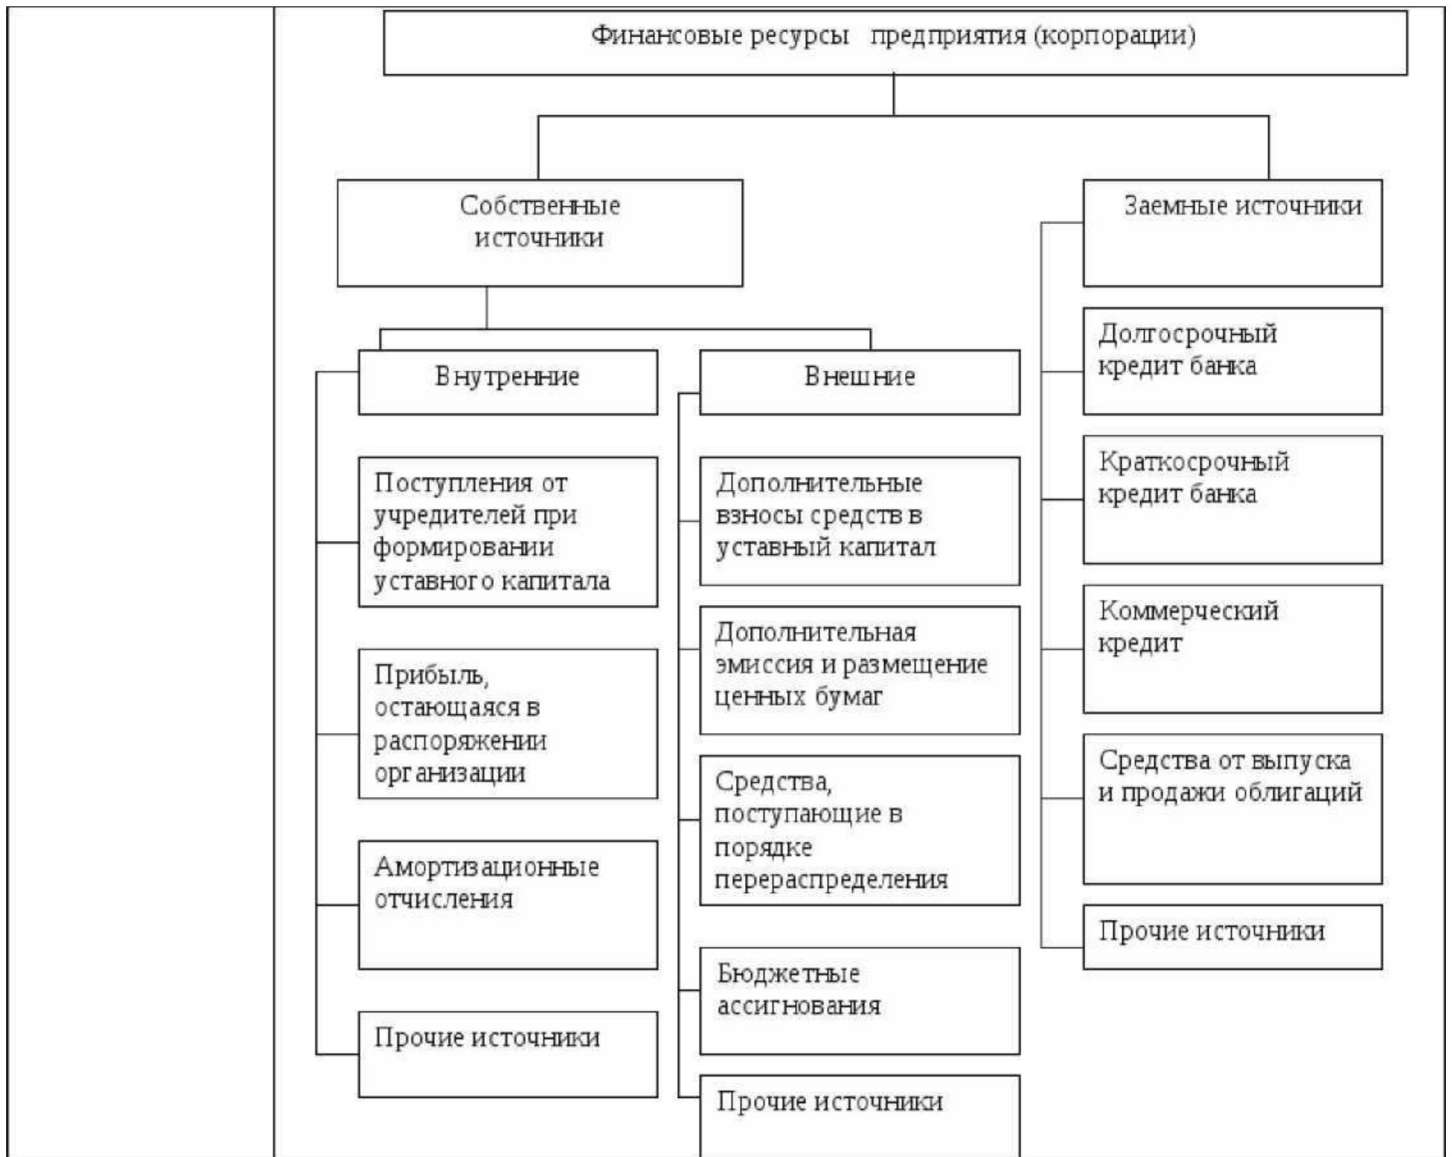 Финансовые ресурсы предприятия (корпорации)
Собственные
источники
Заемные источники
Внутренние
Поступления от
учредителей при
формировании
уставного капитала
Прибыль,
остающаяся в
распоряжении
организации
Амортизационные
отчисления
Прочие источники
Внешние
Дополнительные
взносы средств в
уставный капитал
Дополнительная
эмиссия и размещение
ценных бумаг
Средства,
поступающие в
порядке
перераспределения
Бюджетные
ассигнования
Прочие источники
Долгосрочный
кредит банка
Краткосрочный
кредит банка
Коммерческий
кредит
Средства от выпуска
и продажи облигаций
Прочие источники